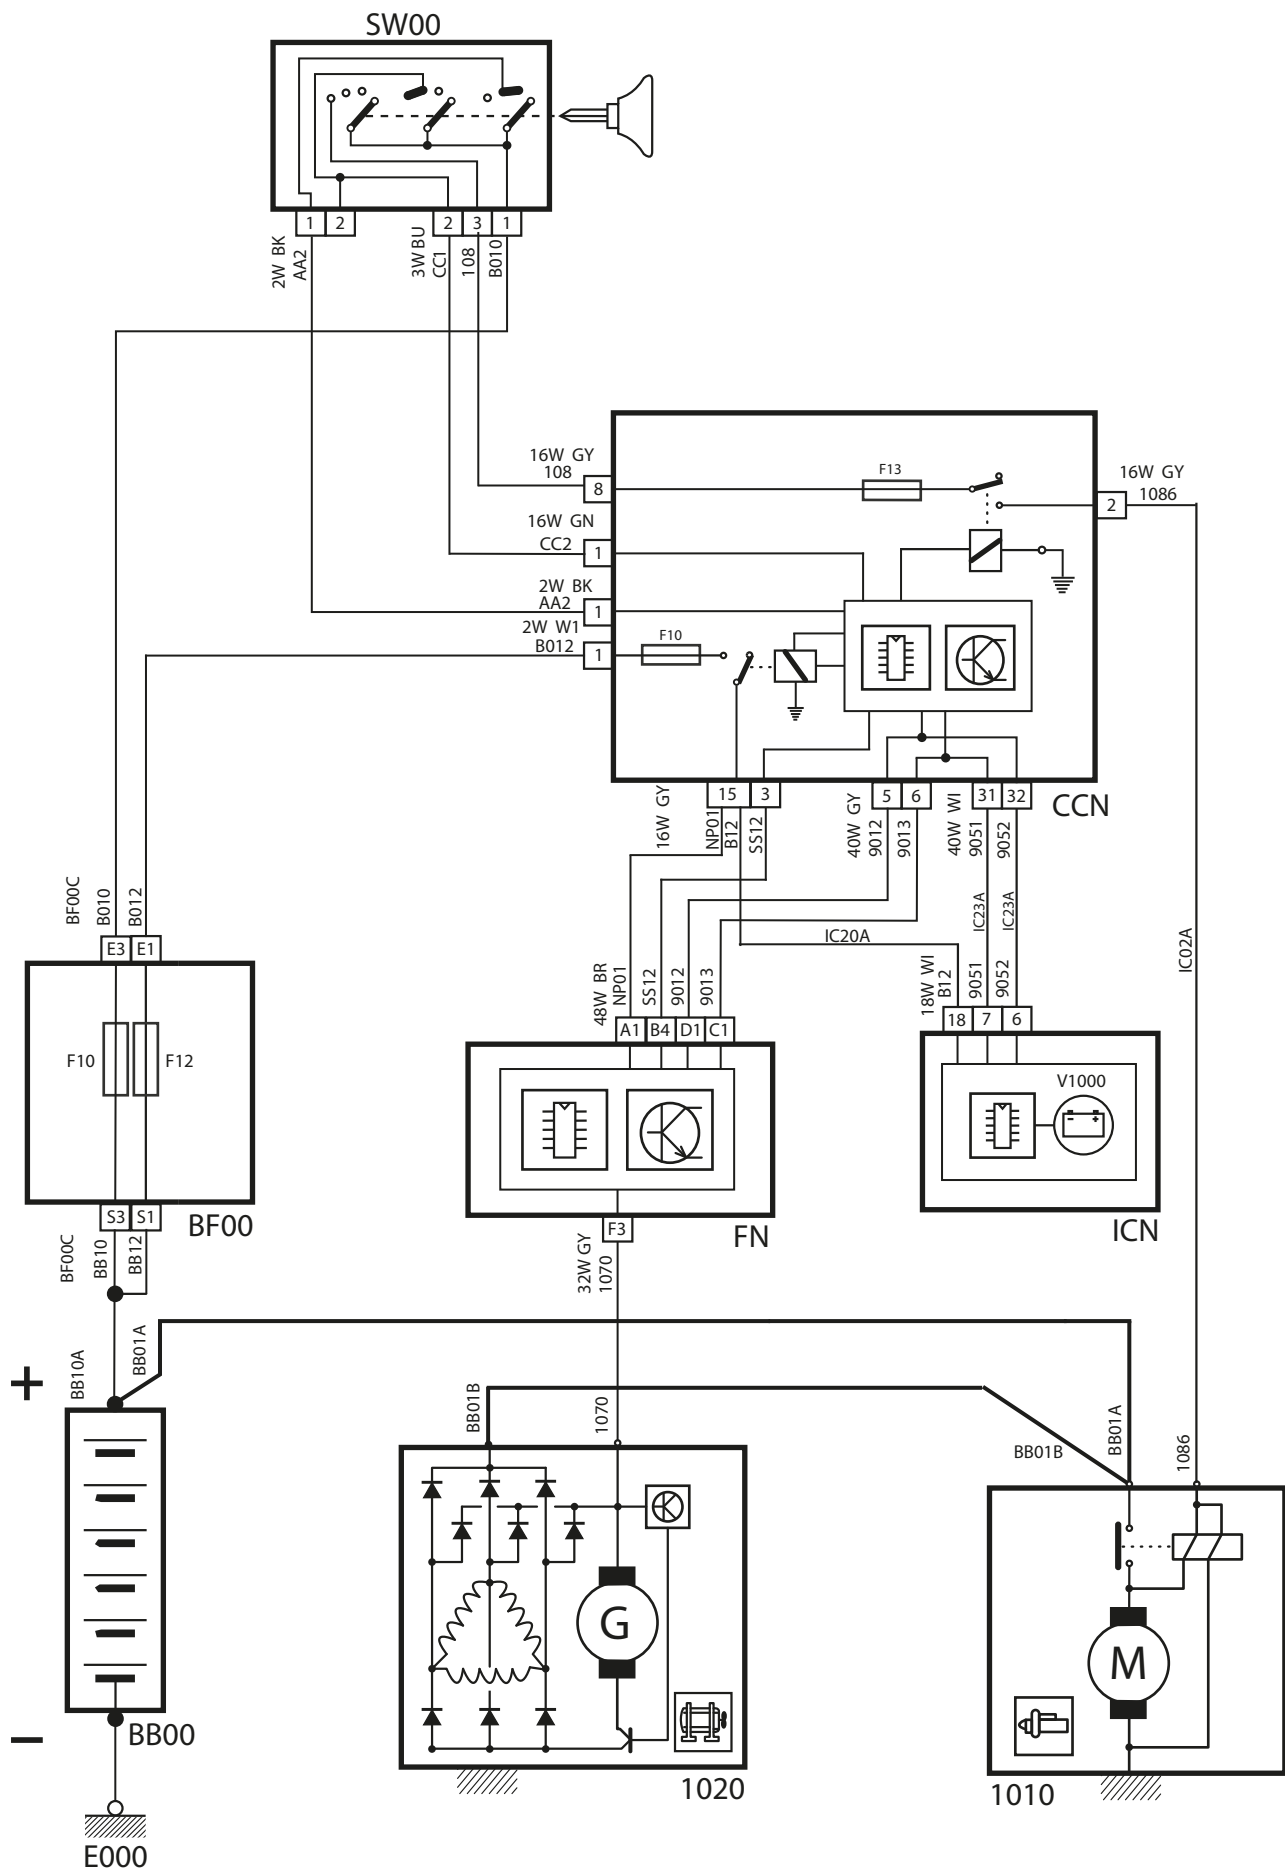 SW00
1 2 2 3 1
2W BK
AA2
3W BU
CC1
108
B010
16W GY
108
8
F13
16W GY
2 1086
16W GN
CC2
1
2W BK
AA2
1
2W W1
B012
1
F10
15 3 5 6 31 32
CCN
16W GY
NP01
B12
SS12
40W GY
9012
9013
40W WI
9051
9052
IC23A
IC23A
IC20A
IC02A
BF00C
B010
B012
E3 E1
F10 F12
S3 S1
BF00
BF00C
BB10
BB12
48W BR
NP01
SS12
9012
9013
A1 B4 D1 C1
F3
FN
32W GY
1070
18W WI
B12
9051
9052
18 7 6
V1000
- +
ICN
+
BB10A
BB01A
BB01B
1070
BB01B
BB01A
1086
G
M
−
BB00
1020
1010
E000